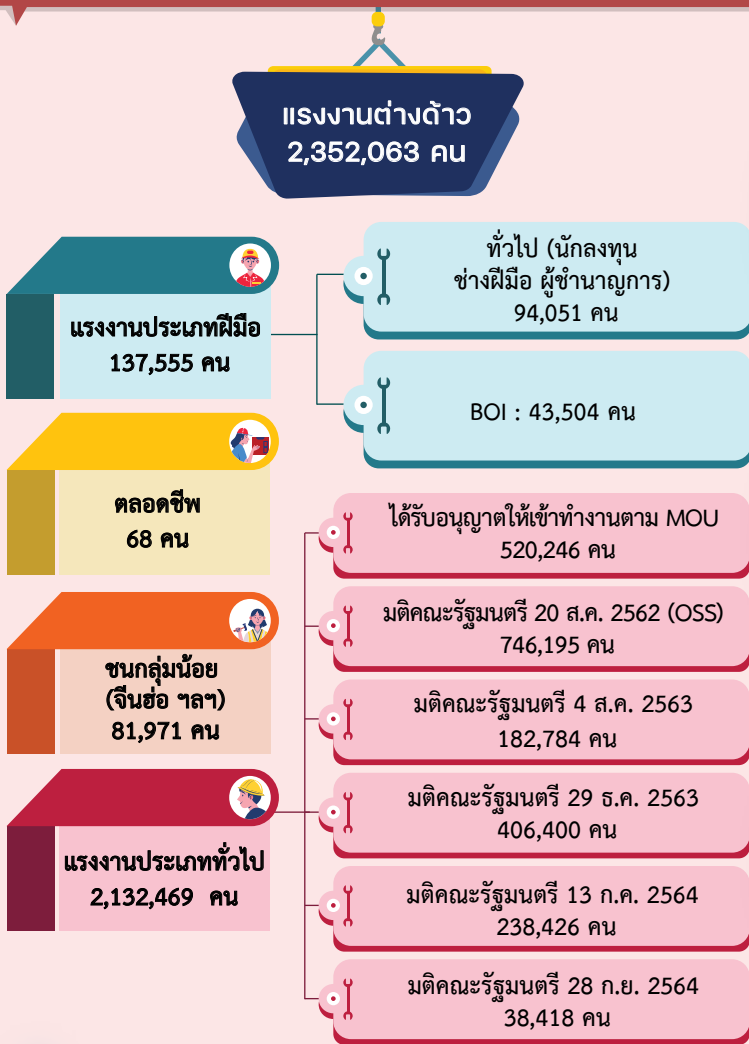 แรงงานต่างด้าว
2,352,063 คน
แรงงานประเภทฝีมือ
137,555 คน
ทั่วไป (นักลงทุน
ช่างฝีมือ ผู้ชำนาญการ)
94,051 คน
BOI : 43,504 คน
ตลอดชีพ
68 คน
ชนกลุ่มน้อย
(จีนฮ่อ ฯลฯ)
81,971 คน
แรงงานประเภททั่วไป
2,132,469 คน
ได้รับอนุญาตให้เข้าทำงานตาม MOU
520,246 คน
มติคณะรัฐมนตรี 20 ส.ค. 2562 (OSS)
746,195 คน
มติคณะรัฐมนตรี 4 ส.ค. 2563
182,784 คน
มติคณะรัฐมนตรี 29 ธ.ค. 2563
406,400 คน
มติคณะรัฐมนตรี 13 ก.ค. 2564
238,426 คน
มติคณะรัฐมนตรี 28 ก.ย. 2564
38,418 คน